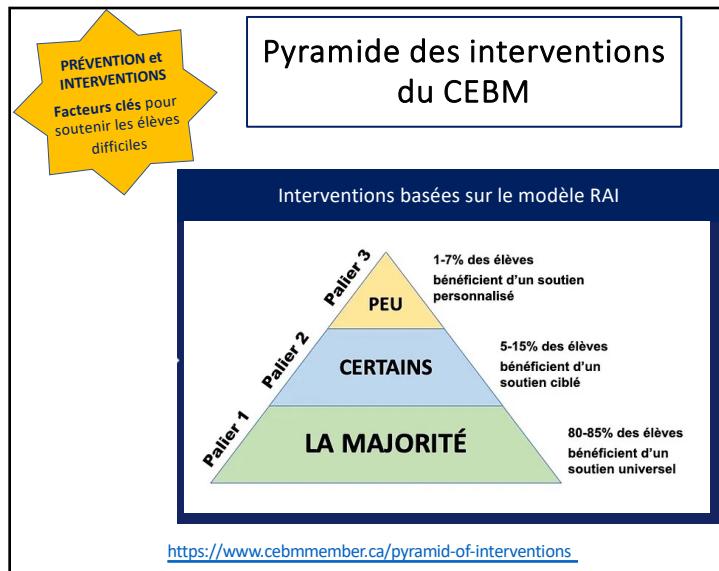 PRÉVENTION et
INTERVENTIONS
Facteurs clés pour
soutenir les élèves
difficiles
Pyramide des interventions
du CEBM
Interventions basées sur le modèle RAI
Palier 3
PEU
1-7% des élèves
bénéficient d'un soutien
personnalisé
Palier 2
CERTAINS
5-15% des élèves
bénéficient d'un
soutien ciblé
Palier 1
LA MAJORITÉ
80-85% des élèves
bénéficient d'un
soutien universel
https://www.cebmmember.ca/pyramid-of-interventions